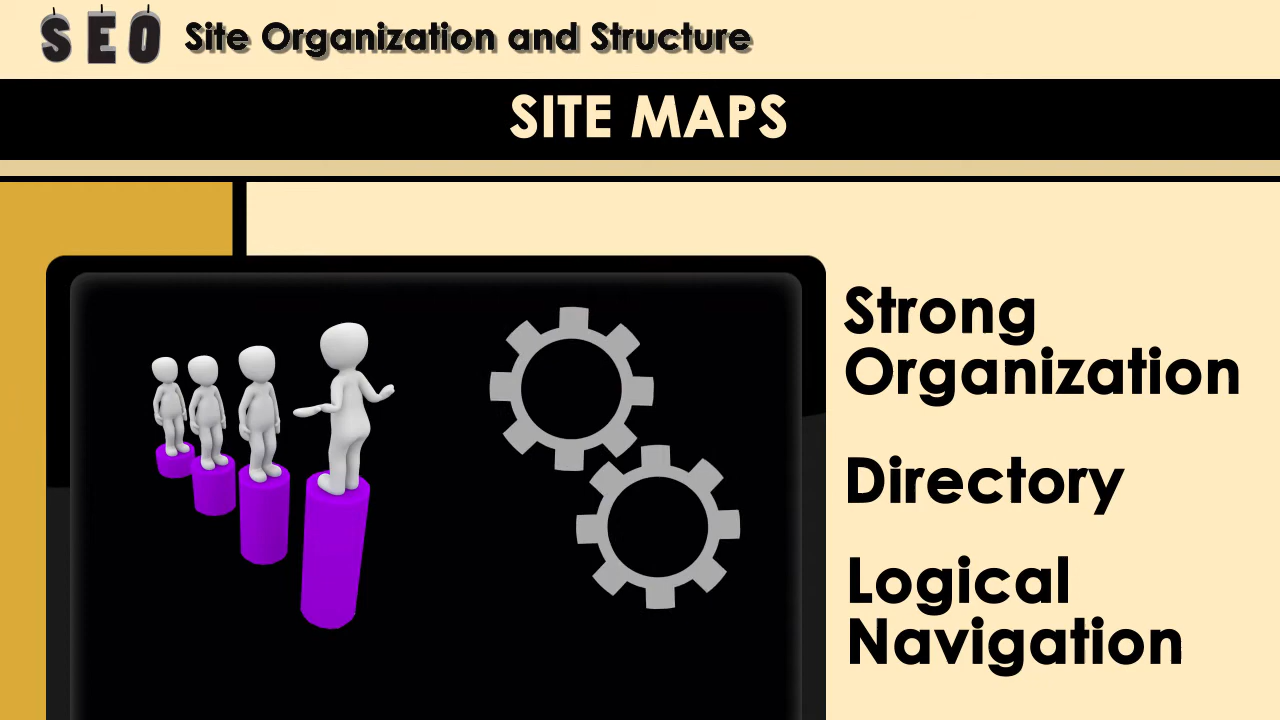 SEO Site Organization and Structure
SITE MAPS
Strong
Organization
Directory
Logical
Navigation